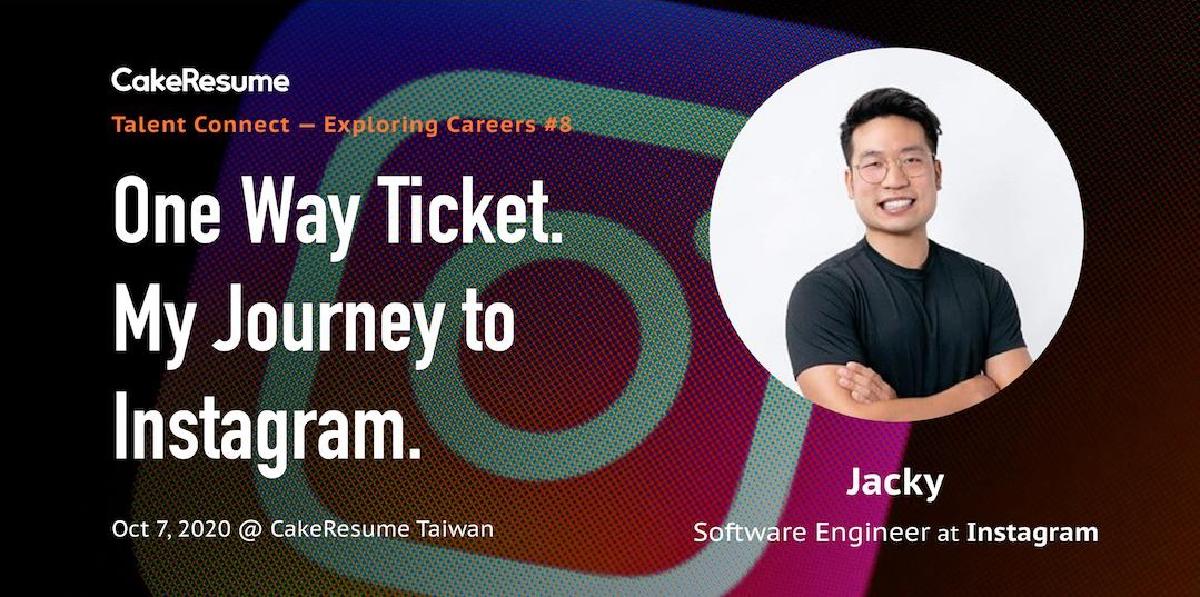 CakeResume
Talent Connect — Exploring Careers #8
One Way Ticket.
My Journey to
Instagram.
Oct 7, 2020 @ CakeResume Taiwan
Jacky
Software Engineer at Instagram